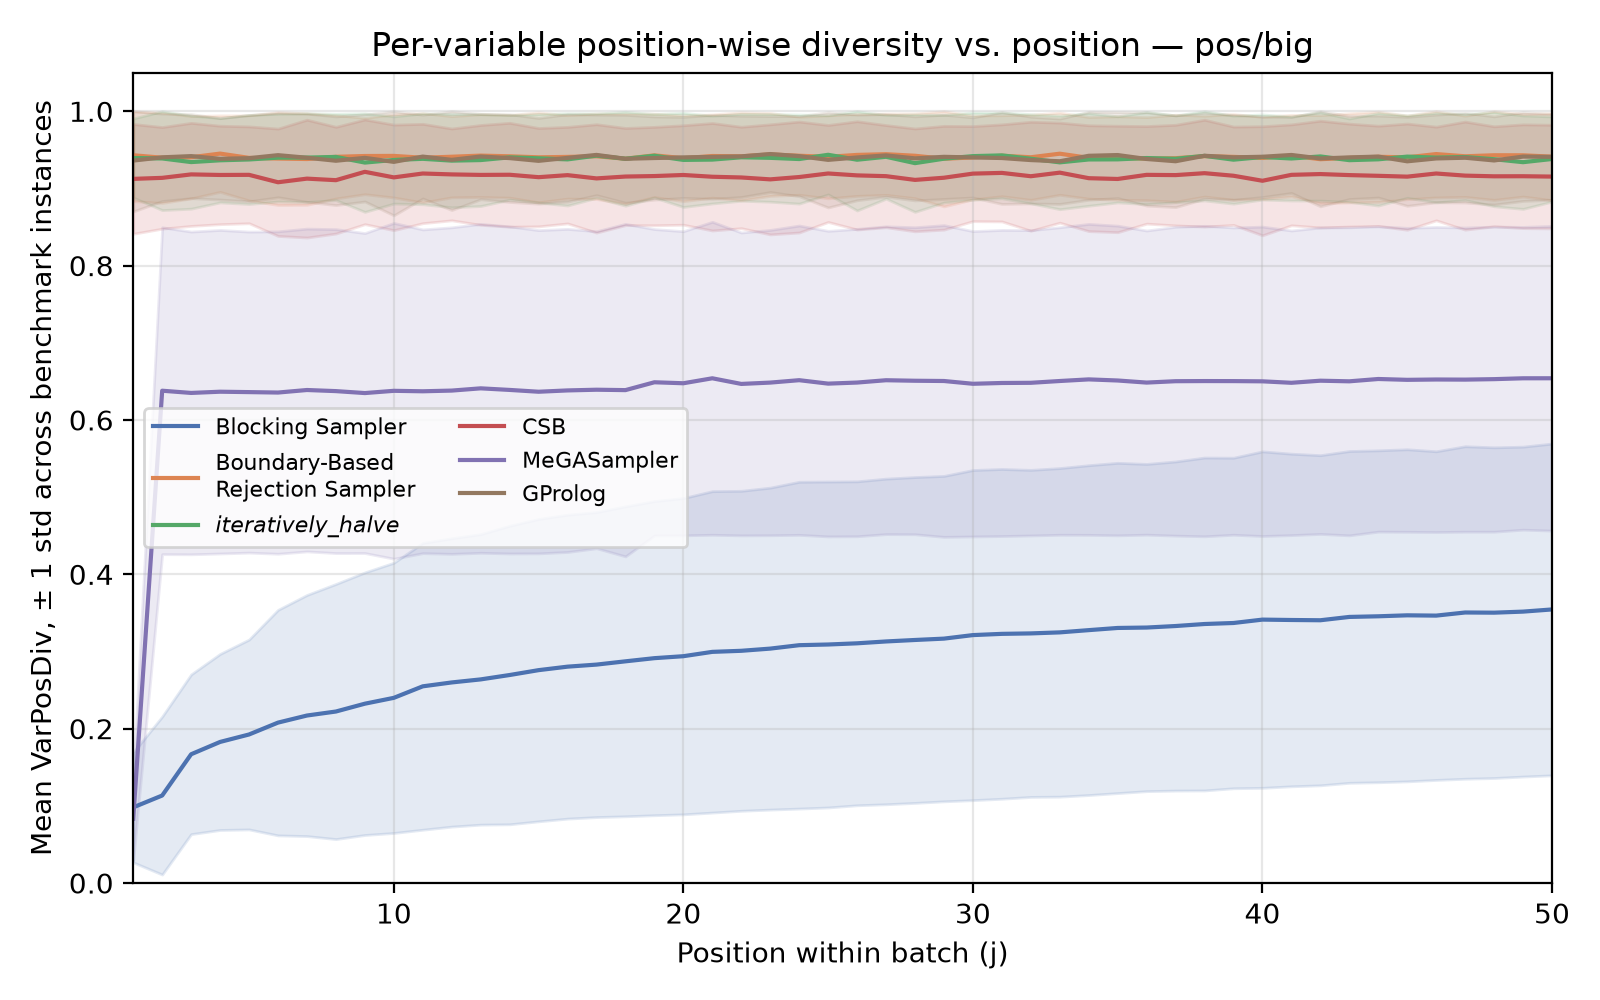 Per-variable position-wise diversity vs. position — pos/big
Mean VarPosDiv, ± 1 std across benchmark instances
1.0
0.8
0.6
0.4
0.2
0.0
Blocking Sampler
Boundary-Based
Rejection Sampler
iteratively_halve
CSB
MeGASampler
GProlog
10
20
30
40
50
Position within batch (j)